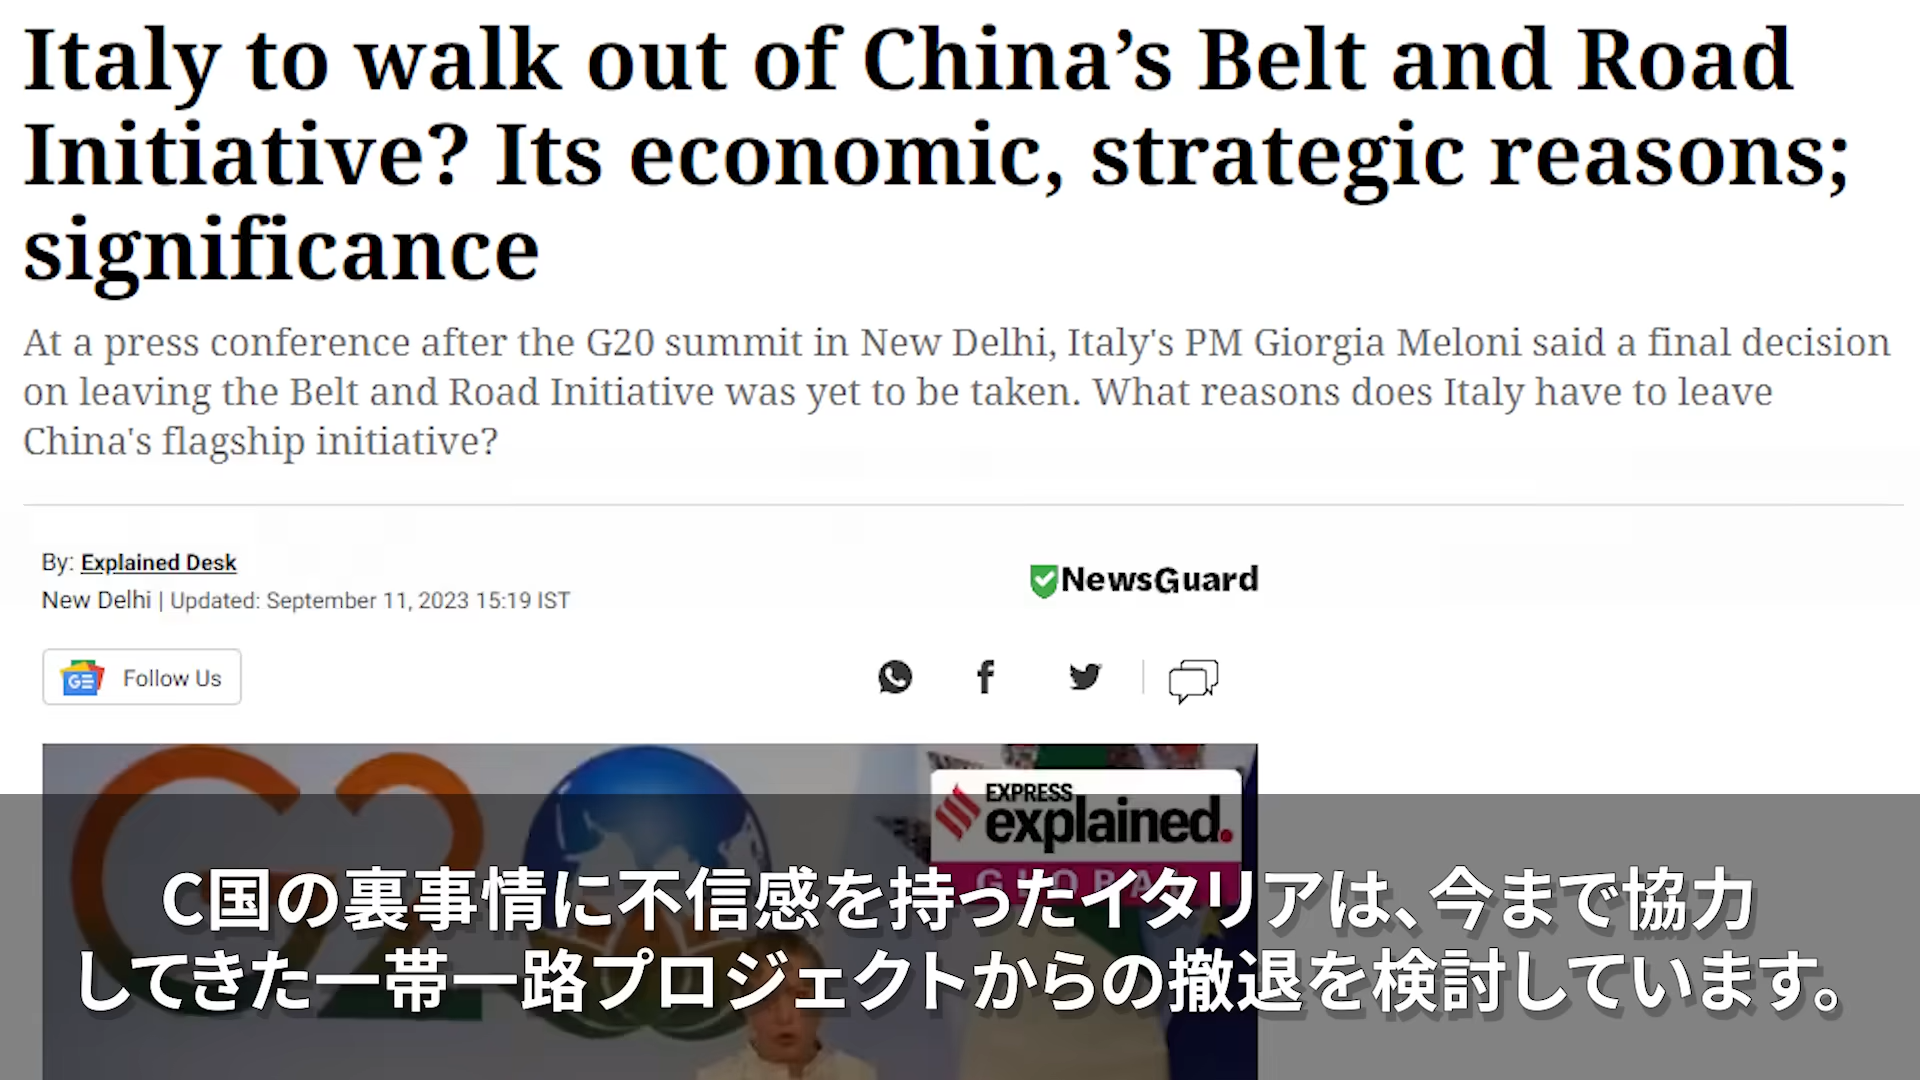 Italy to walk out of China’s Belt and Road
Initiative? Its economic, strategic reasons;
significance
At a press conference after the G20 summit in New Delhi, Italy's PM Giorgia Meloni said a final decision
on leaving the Belt and Road Initiative was yet to be taken. What reasons does Italy have to leave
China's flagship initiative?
By: Explained Desk
NewsGuard
New Delhi | Updated: September 11, 2023 15:19 IST
GE Follow Us
G20
EXPRESS
explained.
GLOBAL
C国の裏事情に不信感を持ったイタリアは、今まで協力
してきた一帯一路プロジェクトからの撤退を検討しています。